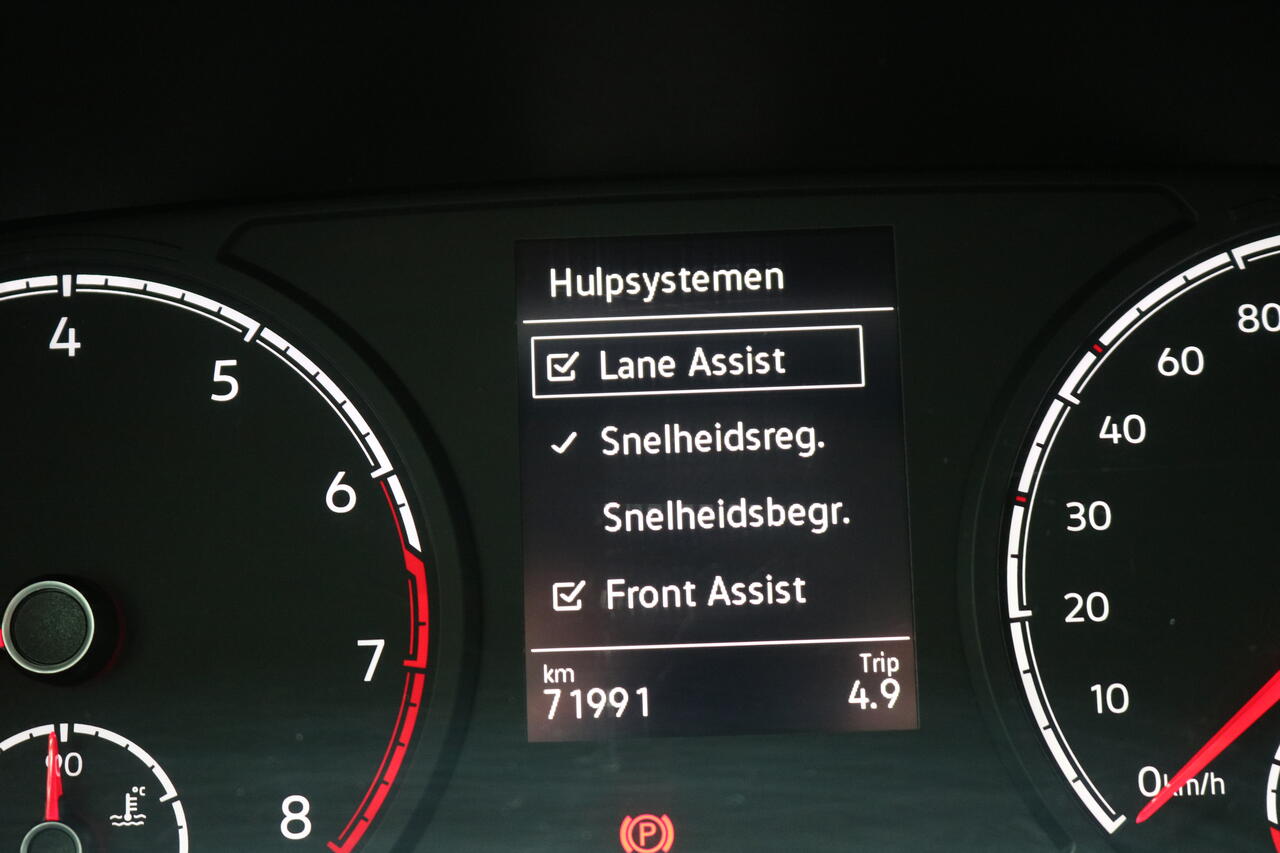 Hulpsystemen
Lane Assist
Snelheidsreg.
Snelheidsbegr.
Front Assist
km
Trip
71991
4.9
4
5
6
7
8
90
°C
80
60
40
30
20
10
0 km/h
P